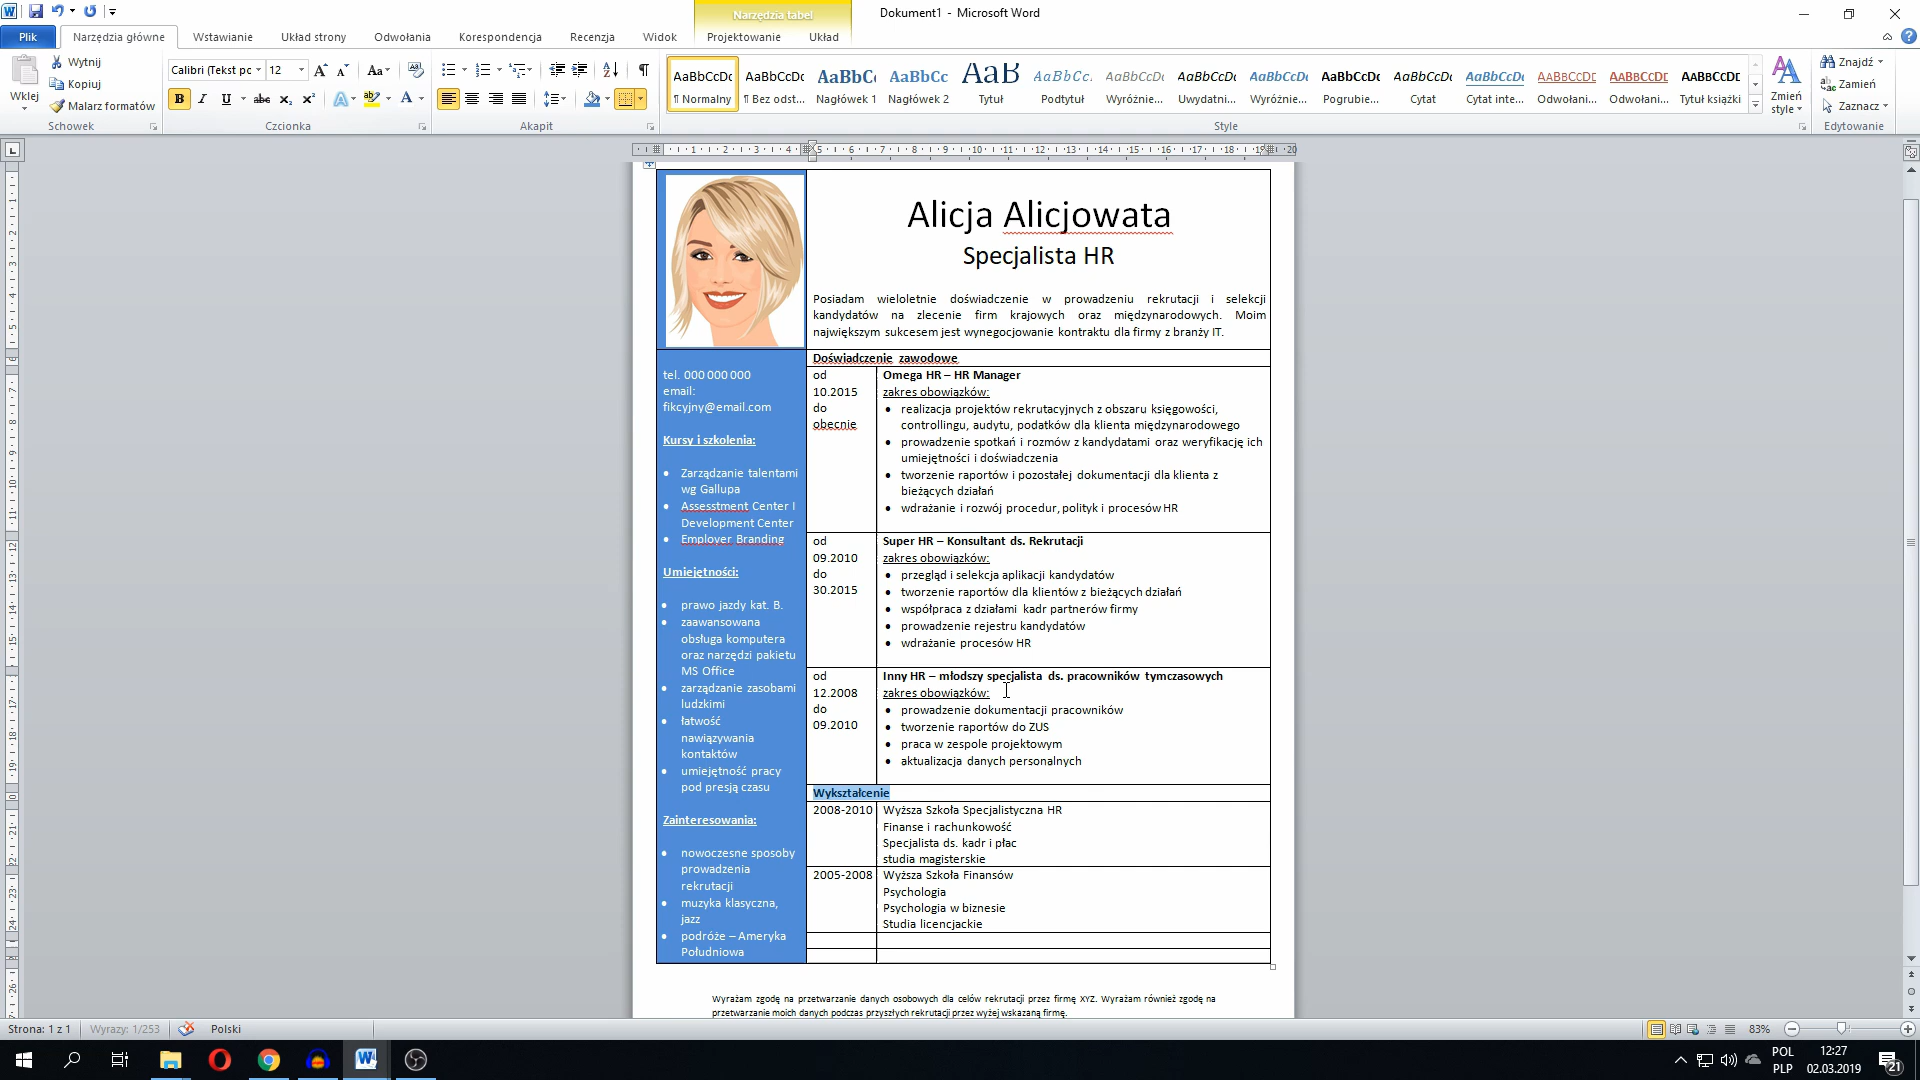 Narzędzia tabel
Dokument1 - Microsoft Word
Plik Narzędzia główne Wstawianie Układ strony Odwołania Korespondencja Recenzja Widok Projektowanie Układ
Wklej
Wytnij
Kopiuj
Malarz formatów
Schowek
Calibri (Tekst pc 12
Czcionka
Akapit
AaBbCcDc AaBbCcDc AaBbC AaBbCc AaB AaBbCc. AaBbCcDc AaBbCcDc AaBbCcDc AaBbCcDc AaBbCcDc AaBbCcDc AABBCCDE AABBCCDE AABBCCDE
¶ Normalny ¶ Bez odst... Nagłówek 1 Nagłówek 2 Tytuł Podtytuł Wyróżnie... Uwydatni... Wyróżnie... Pogrubie... Cytat Cytat inte... Odwołani... Odwołani... Tytuł książki
Style
Zmień style
Znajdź
Zamień
Zaznacz
Edytowanie
Alicja Alicjowata
Specjalista HR
Posiadam wieloletnie doświadczenie w prowadzeniu rekrutacji i selekcji
kandydatów na zlecenie firm krajowych oraz międzynarodowych. Moim
największym sukcesem jest wynegocjowanie kontraktu dla firmy z branży IT.
tel. 000 000 000
email:
fikcyjny@email.com
Kursy i szkolenia:
• Zarządzanie talentami
wg Gallupa
• Assesstment Center I
Development Center
• Employer Branding
Umiejętności:
• prawo jazdy kat. B.
• zaawansowana
obsługa komputera
oraz narzędzi pakietu
MS Office
• zarządzanie zasobami
ludzkimi
• łatwość
nawiązywania
kontaktów
• umiejętność pracy
pod presją czasu
Zainteresowania:
• nowoczesne sposoby
prowadzenia
rekrutacji
• muzyka klasyczna,
jazz
• podróże – Ameryka
Południowa
Doświadczenie zawodowe
od
10.2015
do
obecnie
Omega HR – HR Manager
zakres obowiązków:
• realizacja projektów rekrutacyjnych z obszaru księgowości,
controllingu, audytu, podatków dla klienta międzynarodowego
• prowadzenie spotkań i rozmów z kandydatami oraz weryfikację ich
umiejętności i doświadczenia
• tworzenie raportów i pozostałej dokumentacji dla klienta z
bieżących działań
• wdrażanie i rozwój procedur, polityk i procesów HR
od
09.2010
do
30.2015
Super HR – Konsultant ds. Rekrutacji
zakres obowiązków:
• przegląd i selekcja aplikacji kandydatów
• tworzenie raportów dla klientów z bieżących działań
• współpraca z działami kadr partnerów firmy
• prowadzenie rejestru kandydatów
• wdrażanie procesów HR
od
12.2008
do
09.2010
Inny HR – młodszy specjalista ds. pracowników tymczasowych
zakres obowiązków:
• prowadzenie dokumentacji pracowników
• tworzenie raportów do ZUS
• praca w zespole projektowym
• aktualizacja danych personalnych
Wykształcenie
2008-2010
Wyższa Szkoła Specjalistyczna HR
Finanse i rachunkowość
Specjalista ds. kadr i płac
studia magisterskie
2005-2008
Wyższa Szkoła Finansów
Psychologia
Psychologia w biznesie
Studia licencjackie
Wyrażam zgodę na przetwarzanie danych osobowych dla celów rekrutacji przez firmę XYZ. Wyrażam również zgodę na
przetwarzanie moich danych podczas przyszłych rekrutacji przez wyżej wskazaną firmę.
Strona: 1 z 1 Wyrazy: 1/253 Polski 83%
POL 12:27
PLP 02.03.2019 21